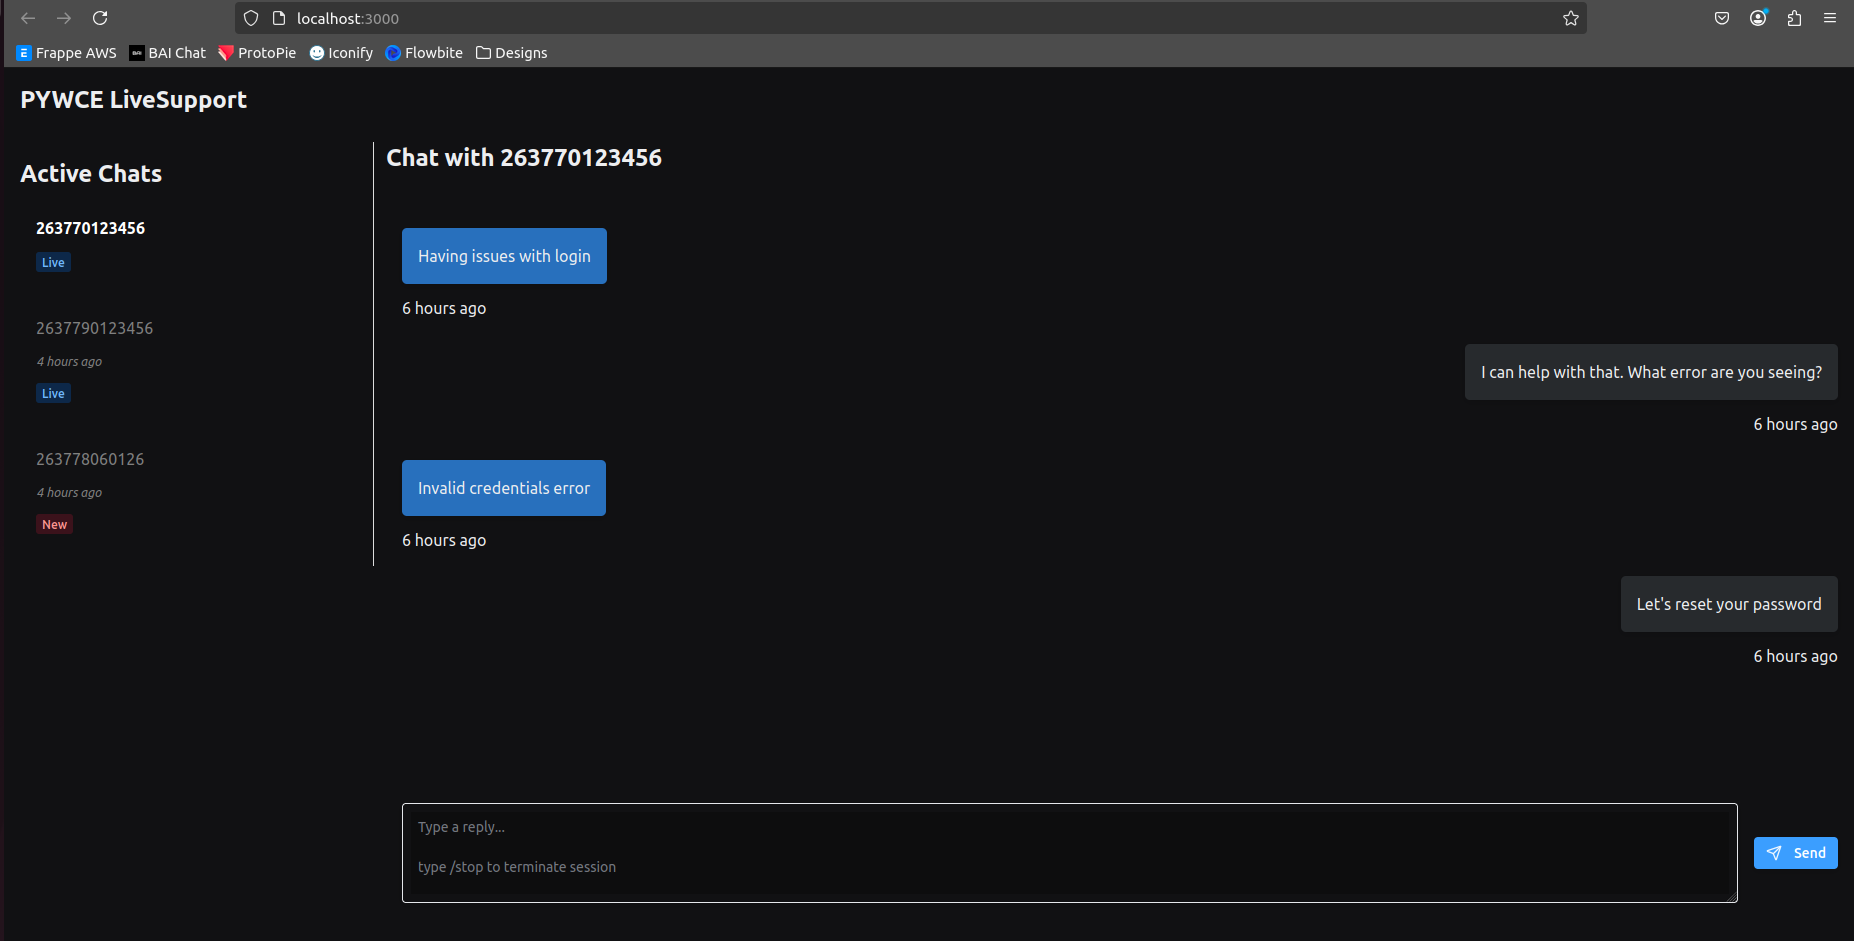 localhost:3000
Frappe AWS BAI Chat ProtoPie Iconify Flowbite Designs
PYWCE LiveSupport
Active Chats
263770123456
Live
2637790123456
4 hours ago
Live
263778060126
4 hours ago
New
Chat with 263770123456
Having issues with login
6 hours ago
I can help with that. What error are you seeing?
6 hours ago
Invalid credentials error
6 hours ago
Let's reset your password
6 hours ago
Type a reply...
type /stop to terminate session
Send